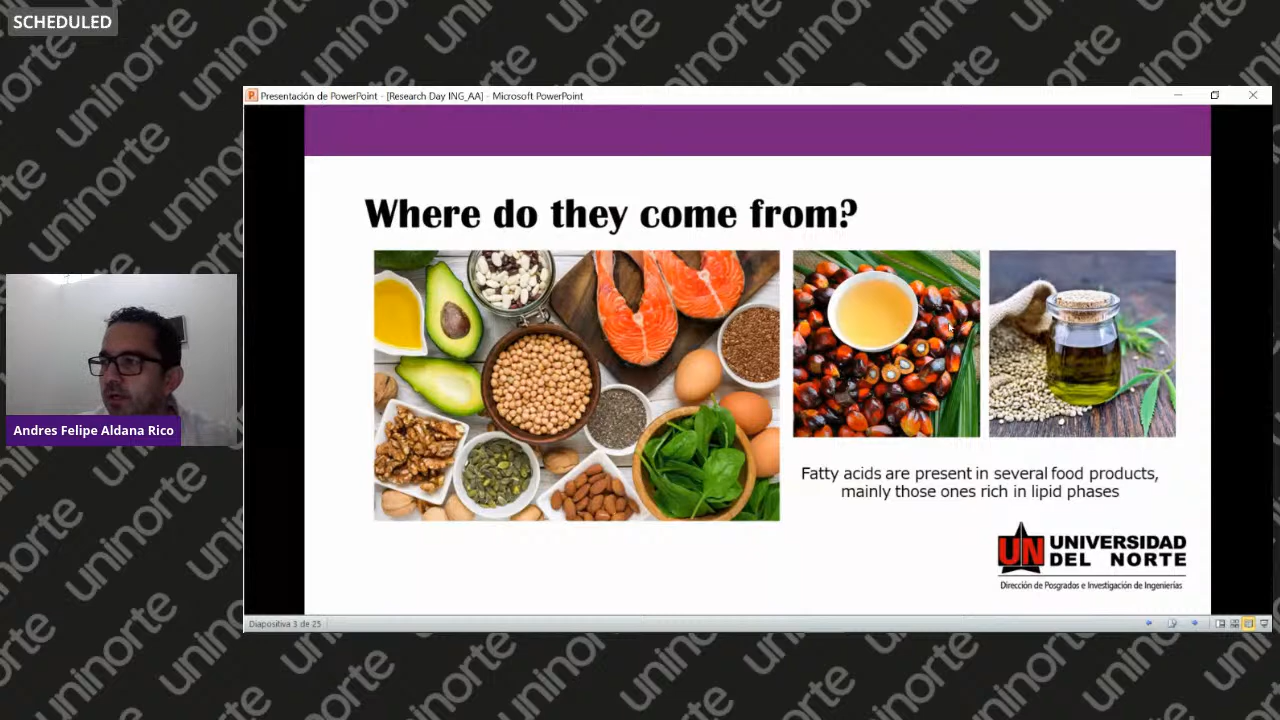 SCHEDULED
Presentación de PowerPoint - [Research Day ING_AA] - Microsoft PowerPoint
Where do they come from?
Fatty acids are present in several food products,
mainly those ones rich in lipid phases
UN UNIVERSIDAD
DEL NORTE
Dirección de Posgrados e Investigación de Ingenierías
Andres Felipe Aldana Rico
Diapositiva 3 de 25
uninorte